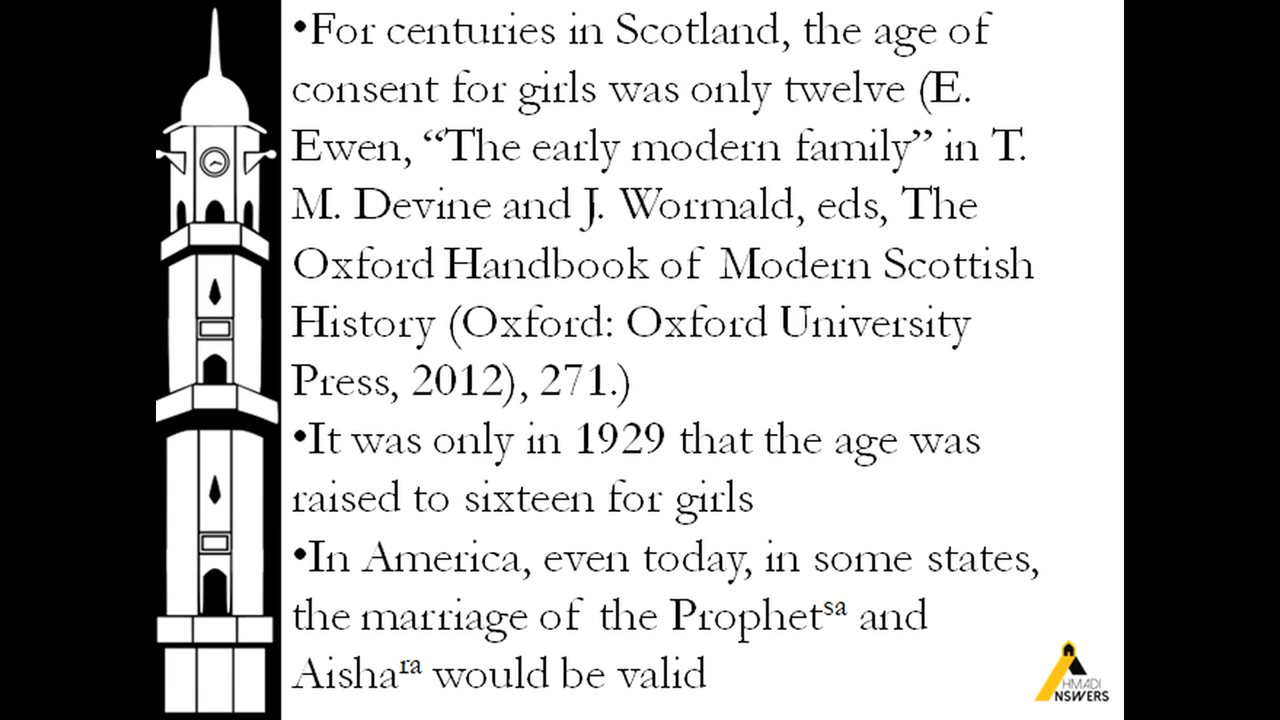 •For centuries in Scotland, the age of
consent for girls was only twelve (E.
Ewen, “The early modern family” in T.
M. Devine and J. Wormald, eds, The
Oxford Handbook of Modern Scottish
History (Oxford: Oxford University
Press, 2012), 271.)
•It was only in 1929 that the age was
raised to sixteen for girls
•In America, even today, in some states,
the marriage of the Prophetsa and
Aishara would be valid
HMADI
NSWERS